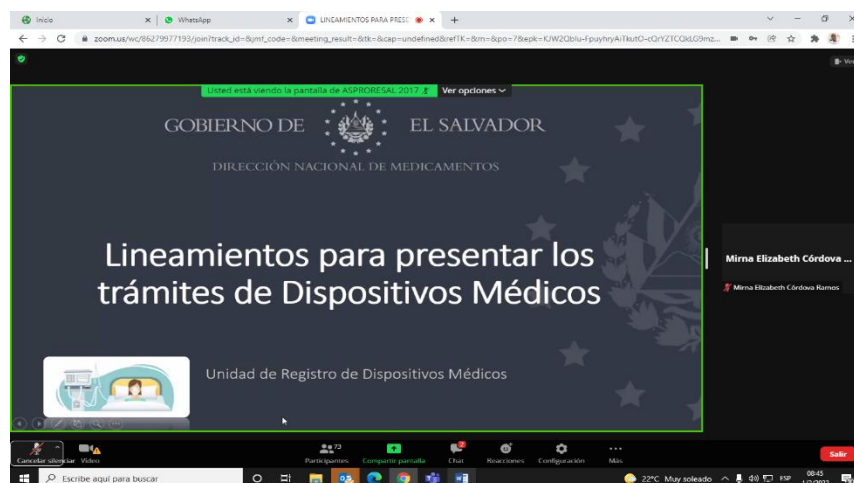 Inicio
WhatsApp
LINEAMIENTOS PARA PRESE
Usted está viendo la pantalla de ASPRORESAL 2017
Ver opciones
GOBIERNO DE EL SALVADOR
DIRECCIÓN NACIONAL DE MEDICAMENTOS
Lineamientos para presentar los
trámites de Dispositivos Médicos
Unidad de Registro de Dispositivos Médicos
Mirna Elizabeth Córdova ...
Mirna Elizabeth Córdova Ramos
Cancelar silenciar
Video
73
Participantes
Compartir pantalla
2
Chat
Reacciones
Configuración
Más
Salir
Escribe aquí para buscar
22°C Muy soleado
ESP
08:45